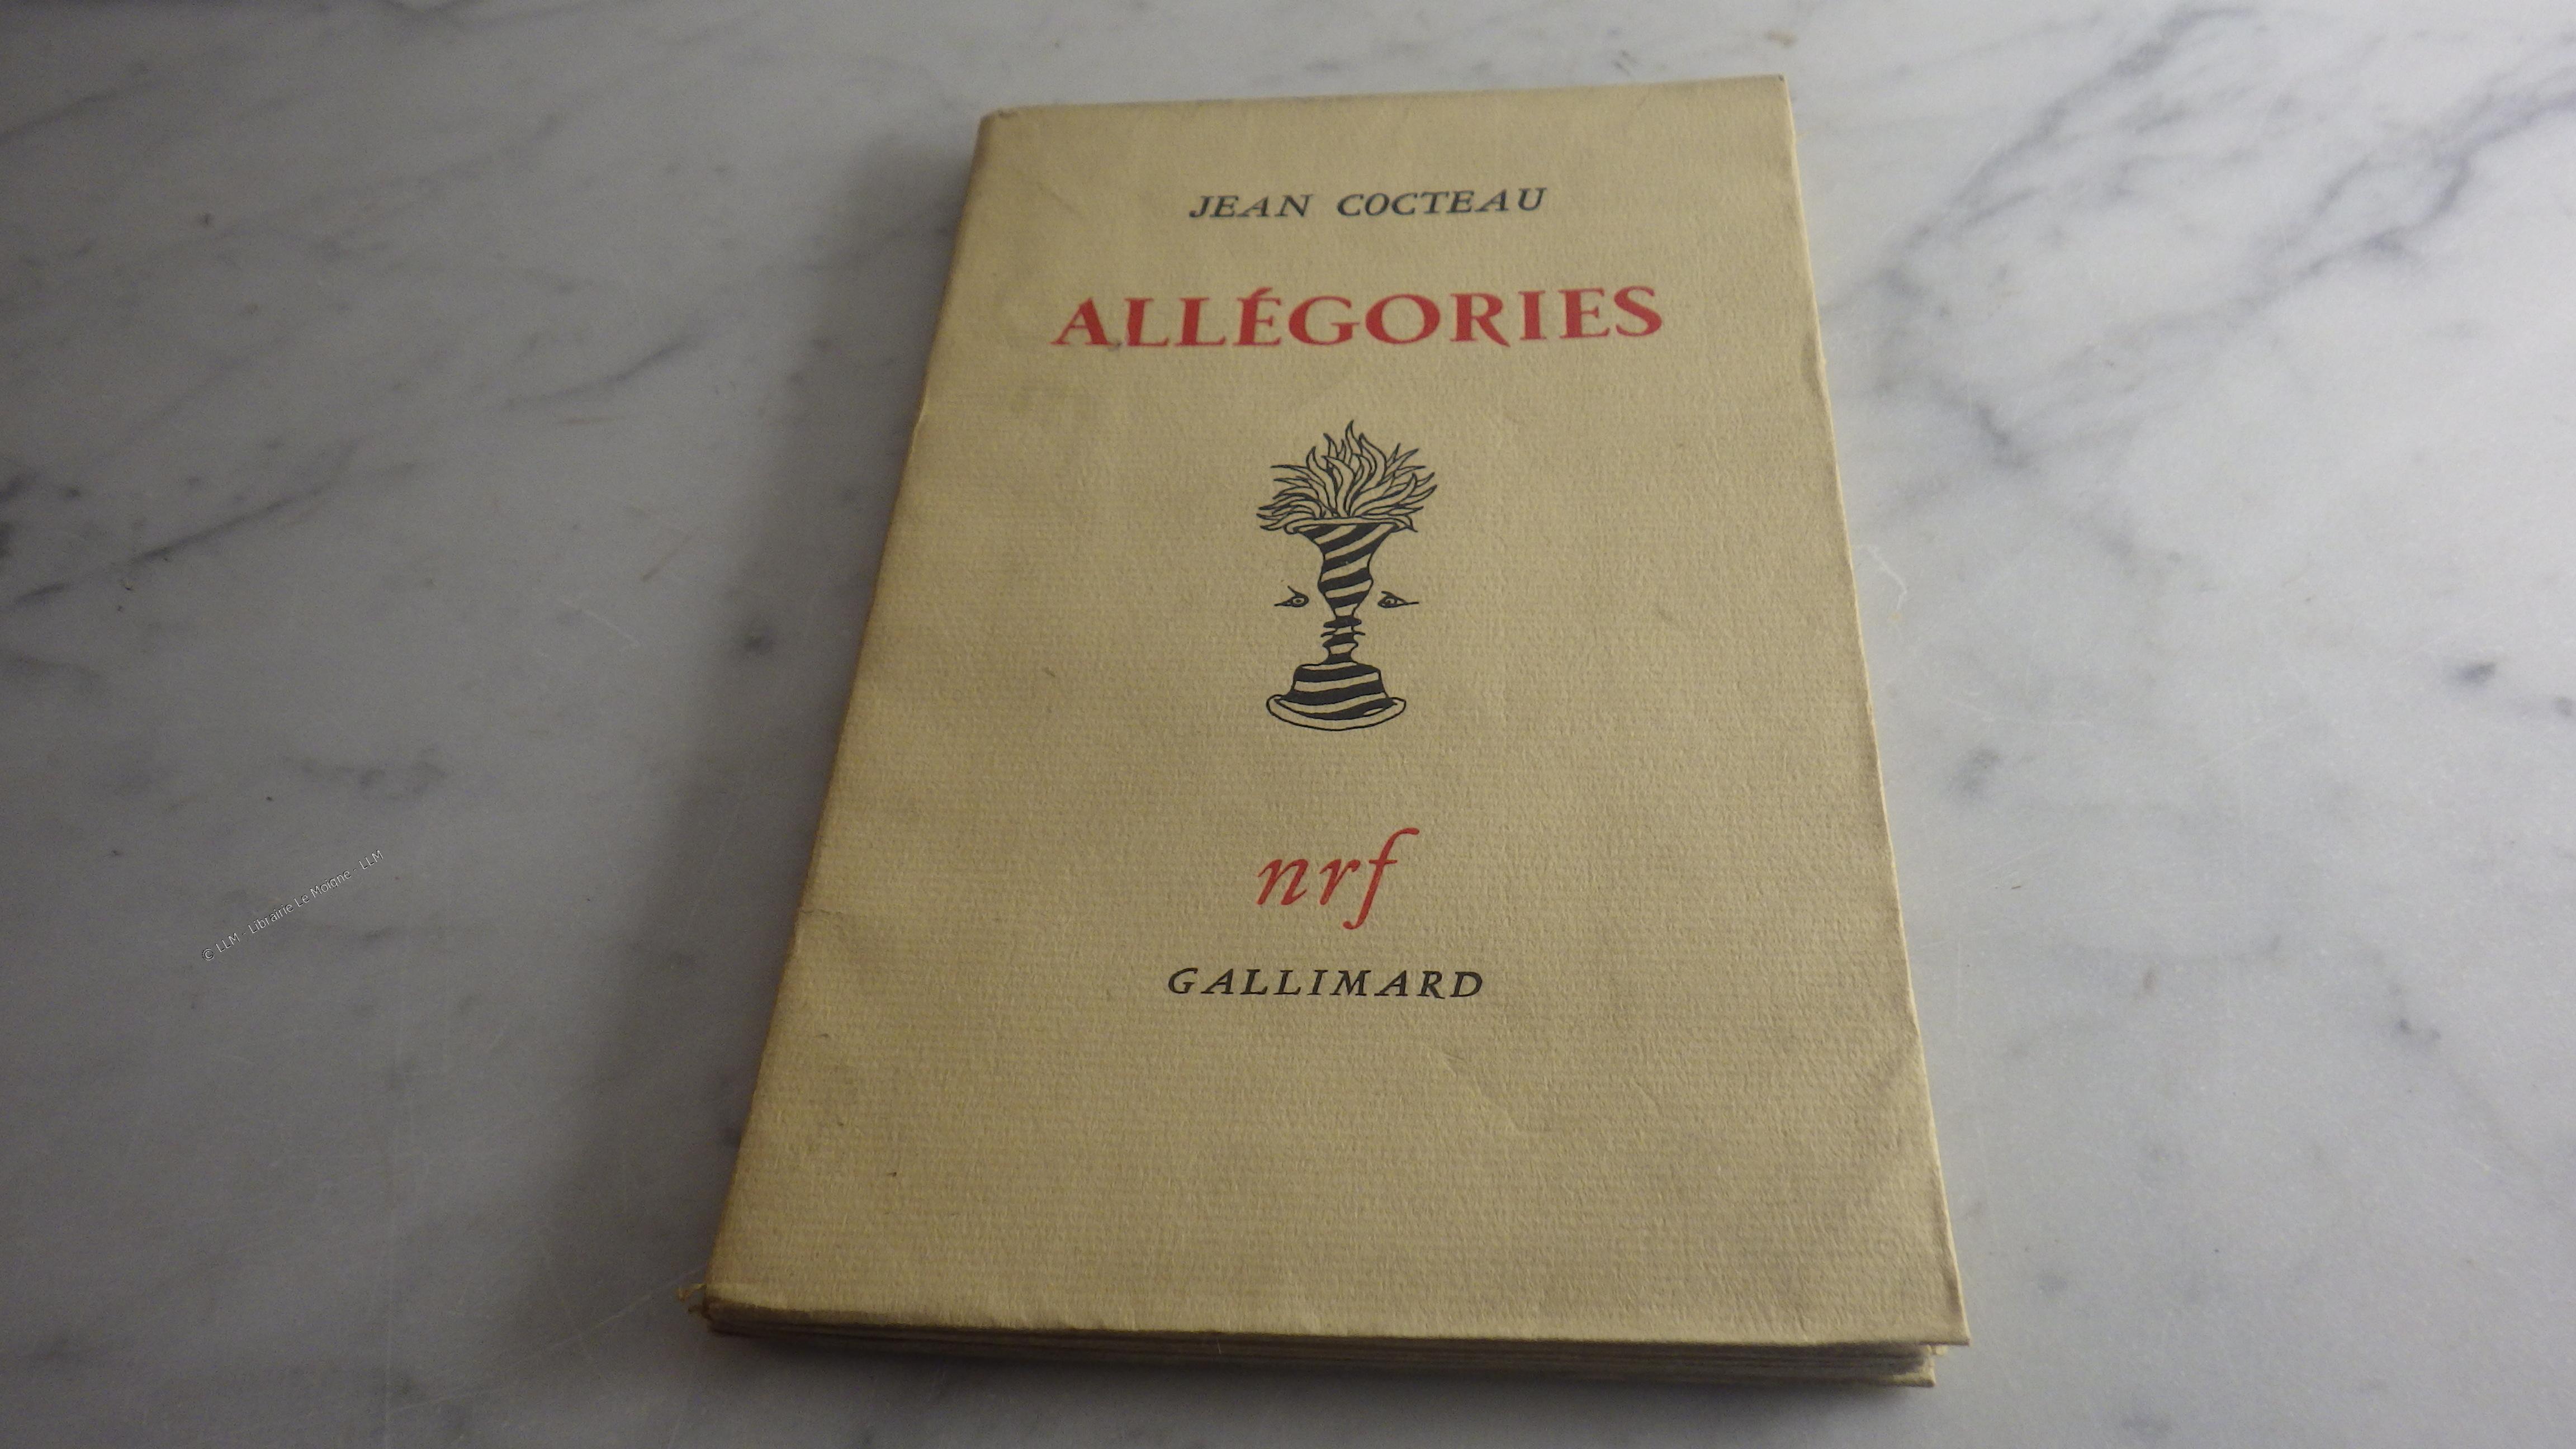 JEAN COCTEAU
ALLÉGORIES
nrf
GALLIMARD
© LLM - Librairie Le Moigne - LLM